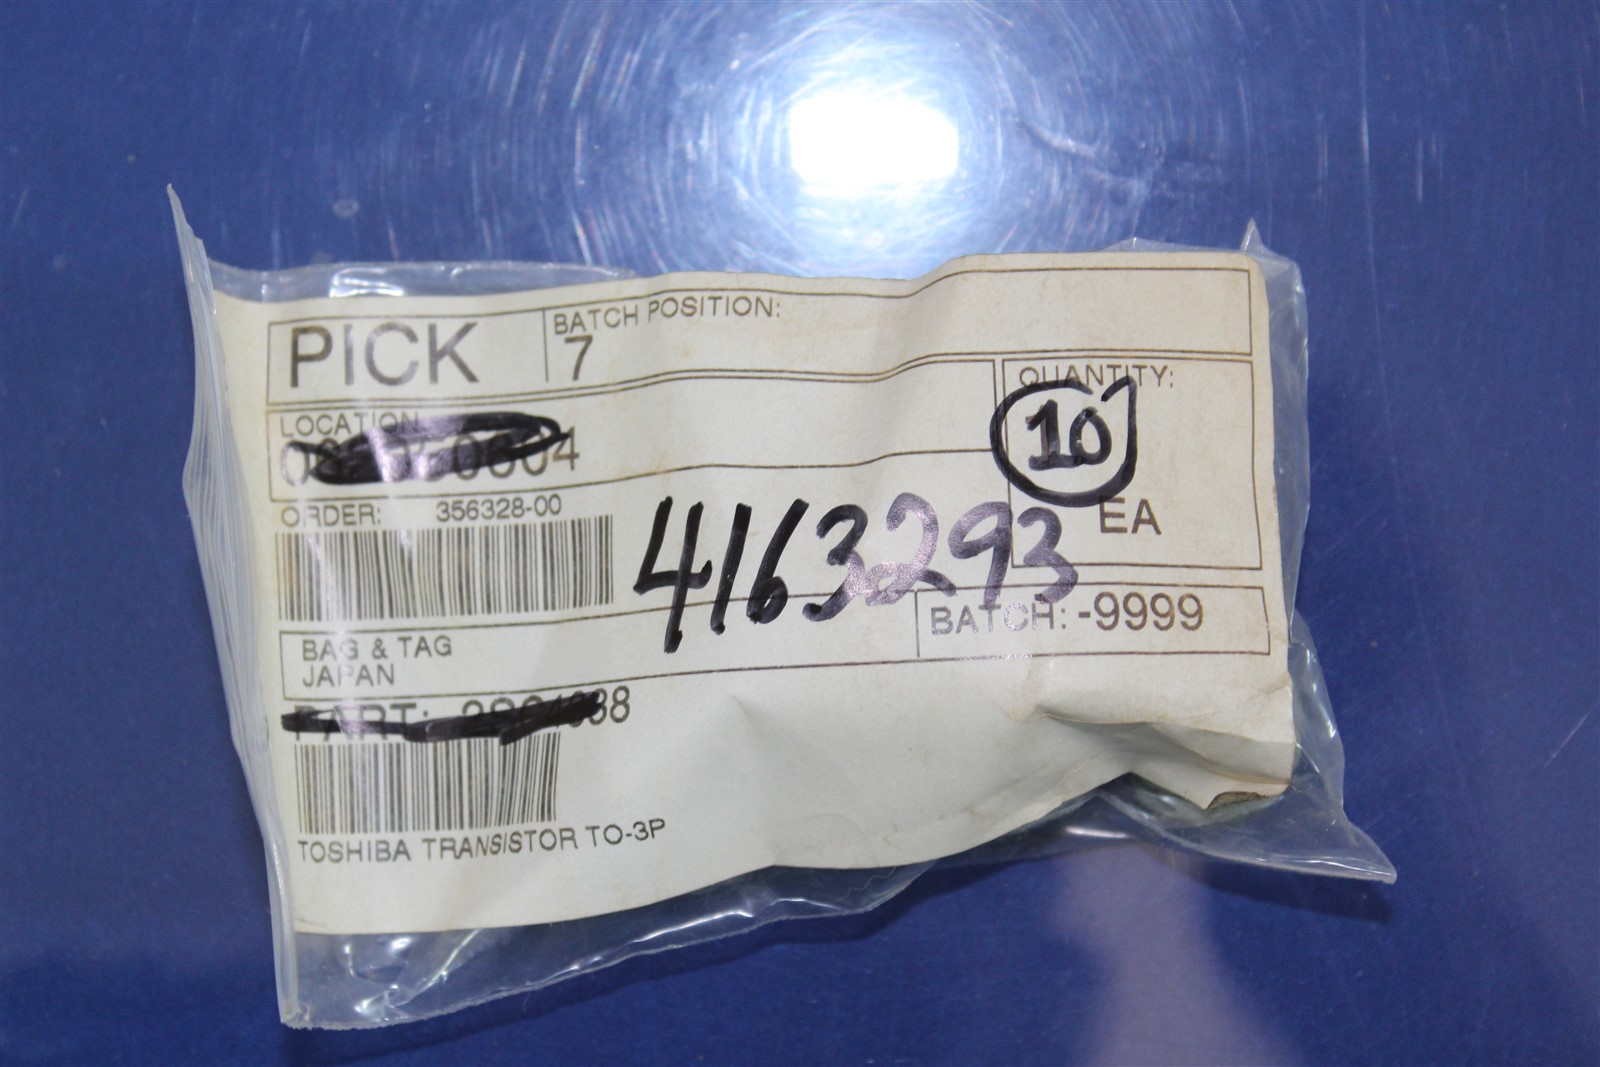 PICK
BATCH POSITION:
7
LOCATION
QUANTITY:
10
EA
ORDER: 356328-00
4163293
BAG & TAG
JAPAN
BATCH: -9999
PART:
TOSHIBA TRANSISTOR TO-3P